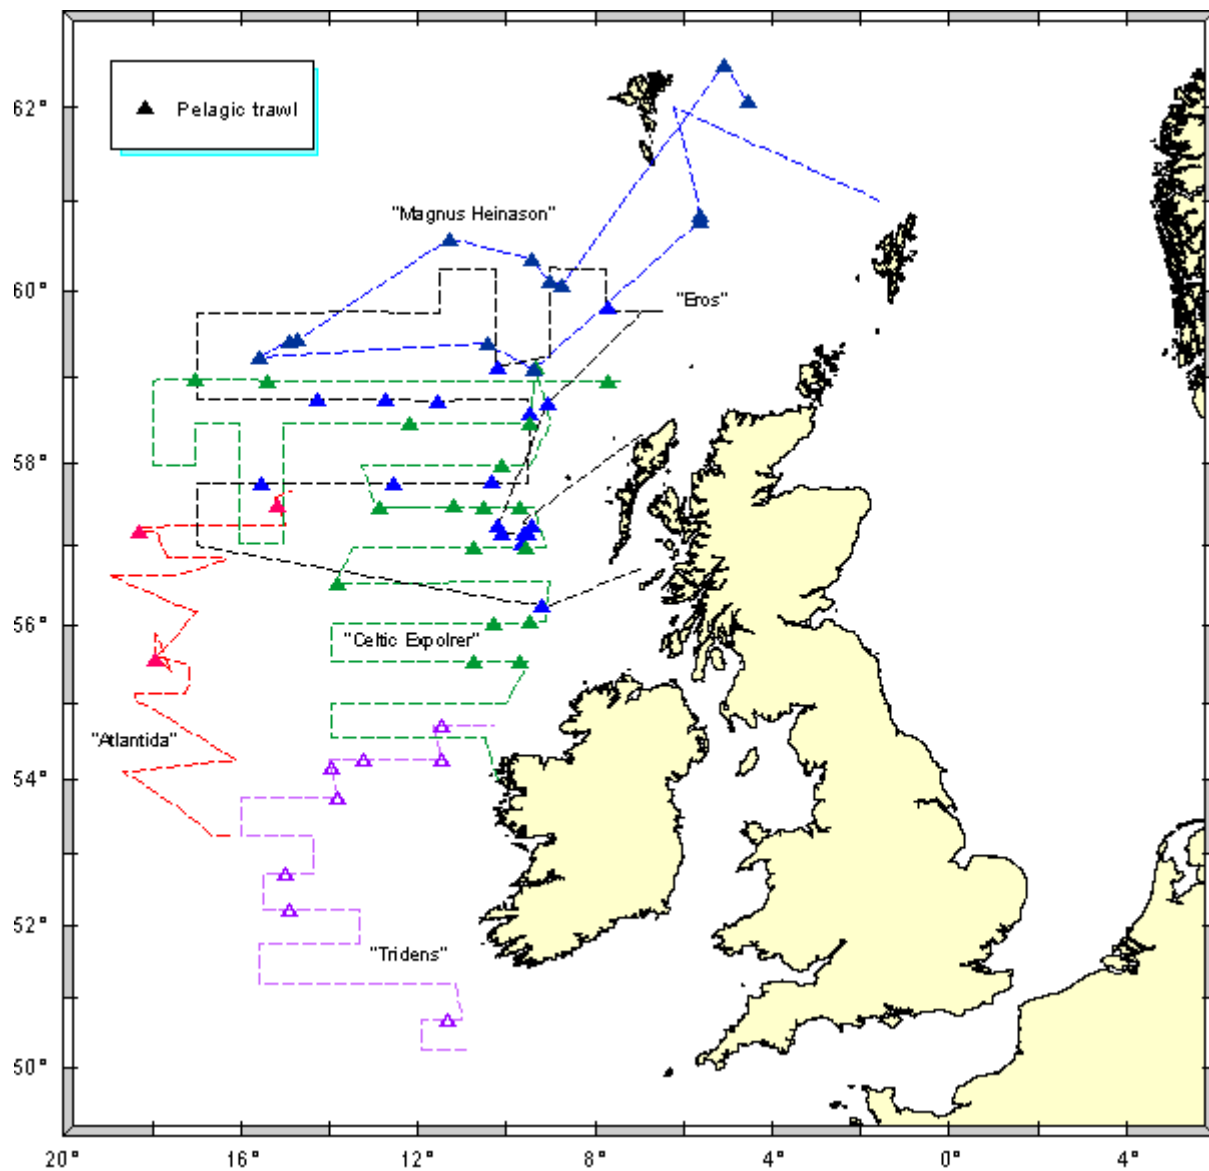 62°
Pelagic trawl
"Magnus Heinason"
60°
"Eros"
58°
56°
"Celtic Expolrer"
"Atlantida"
54°
52°
"Tridens"
50°
20° 16° 12° 8° 4° 0° 4°